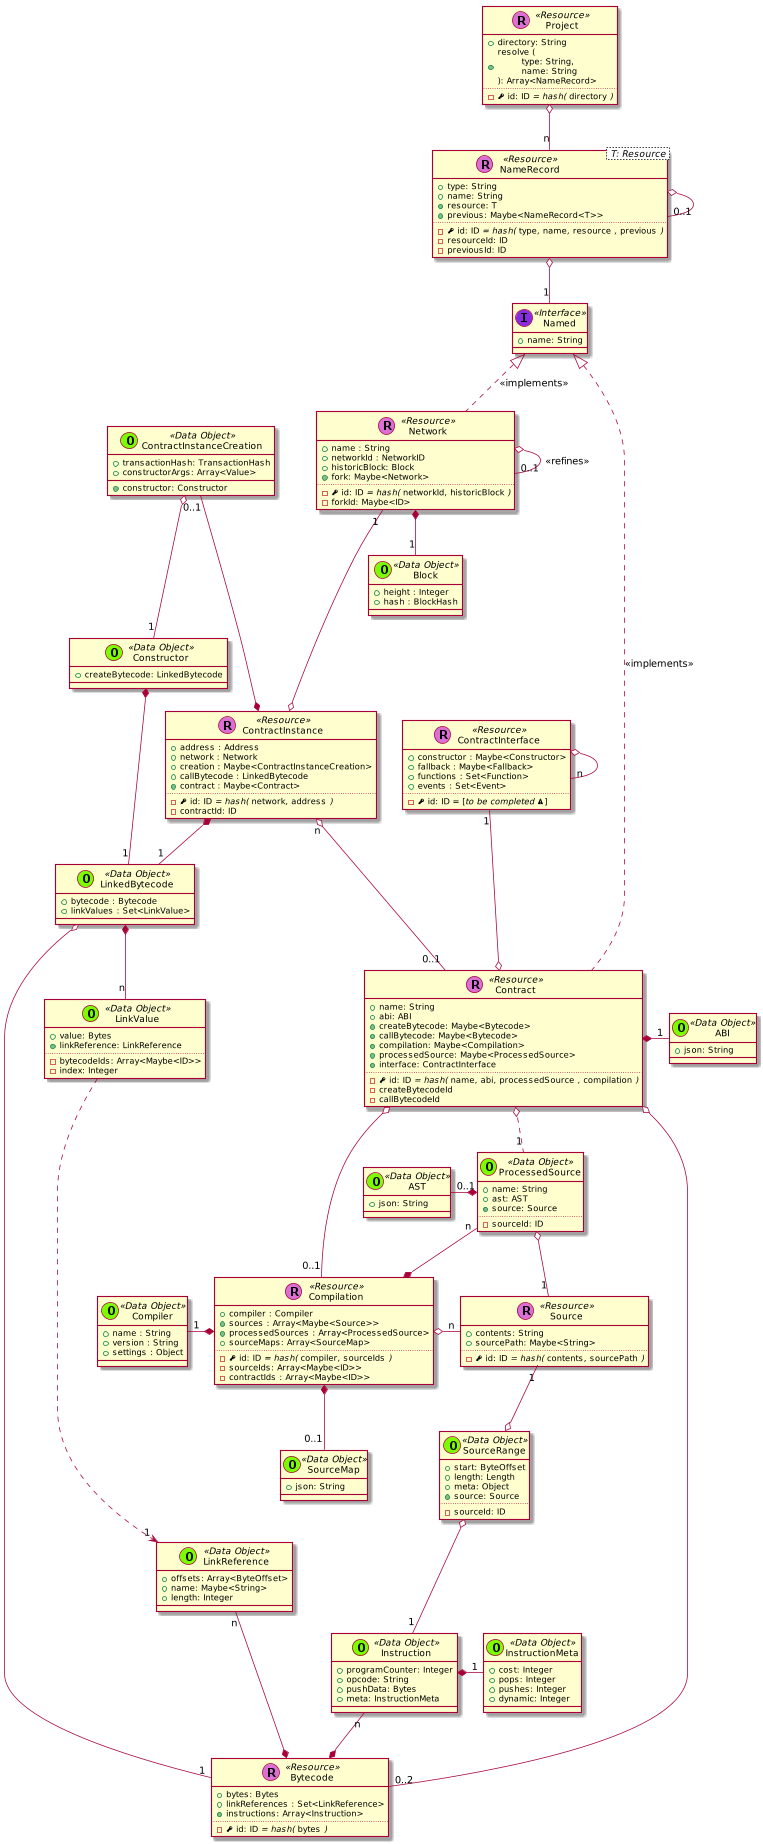 R «Resource»
Project
directory: String
resolve (
type: String,
name: String
): Array<NameRecord>
id: ID = hash( directory )
n
T: Resource
R «Resource»
NameRecord
type: String
name: String
resource: T
previous: Maybe<NameRecord<T>>
id: ID = hash( type, name, resource , previous )
resourceId: ID
previousId: ID
0..1
1
I «Interface»
Named
name: String
«implements»
O «Data Object»
ContractInstanceCreation
transactionHash: TransactionHash
constructorArgs: Array<Value>
constructor: Constructor
0..1
R «Resource»
Network
name : String
networkId : NetworkID
historicBlock: Block
fork: Maybe<Network>
id: ID = hash( networkId, historicBlock )
forkId: Maybe<ID>
0..1
«refines»
1
1
O «Data Object»
Block
height : Integer
hash : BlockHash
1
O «Data Object»
Constructor
createBytecode: LinkedBytecode
«implements»
R «Resource»
ContractInstance
address : Address
network : Network
creation : Maybe<ContractInstanceCreation>
callBytecode : LinkedBytecode
contract : Maybe<Contract>
id: ID = hash( network, address )
contractId: ID
R «Resource»
ContractInterface
constructor : Maybe<Constructor>
fallback : Maybe<Fallback>
functions : Set<Function>
events : Set<Event>
id: ID = [to be completed ]
n
1
1
n
1
O «Data Object»
LinkedBytecode
bytecode : Bytecode
linkValues : Set<LinkValue>
0..1
n
O «Data Object»
LinkValue
value: Bytes
linkReference: LinkReference
bytecodeIds: Array<Maybe<ID>>
index: Integer
R «Resource»
Contract
name: String
abi: ABI
createBytecode: Maybe<Bytecode>
callBytecode: Maybe<Bytecode>
compilation: Maybe<Compilation>
processedSource: Maybe<ProcessedSource>
interface: ContractInterface
id: ID = hash( name, abi, processedSource , compilation )
createBytecodeId
callBytecodeId
1
O «Data Object»
ABI
json: String
1
O «Data Object»
AST
json: String
0..1
O «Data Object»
ProcessedSource
name: String
ast: AST
source: Source
sourceId: ID
n
0..1
1
O «Data Object»
Compiler
name : String
version : String
settings : Object
1
R «Resource»
Compilation
compiler : Compiler
sources : Array<Maybe<Source>>
processedSources : Array<ProcessedSource>
sourceMaps: Array<SourceMap>
id: ID = hash( compiler, sourceIds )
sourceIds: Array<Maybe<ID>>
contractIds : Array<Maybe<ID>>
n
R «Resource»
Source
contents: String
sourcePath: Maybe<String>
id: ID = hash( contents, sourcePath )
1
0..1
O «Data Object»
SourceMap
json: String
O «Data Object»
SourceRange
start: ByteOffset
length: Length
meta: Object
source: Source
sourceId: ID
1
O «Data Object»
LinkReference
offsets: Array<ByteOffset>
name: Maybe<String>
length: Integer
n
1
O «Data Object»
Instruction
programCounter: Integer
opcode: String
pushData: Bytes
meta: InstructionMeta
1
O «Data Object»
InstructionMeta
cost: Integer
pops: Integer
pushes: Integer
dynamic: Integer
n
1
0..2
R «Resource»
Bytecode
bytes: Bytes
linkReferences : Set<LinkReference>
instructions: Array<Instruction>
id: ID = hash( bytes )